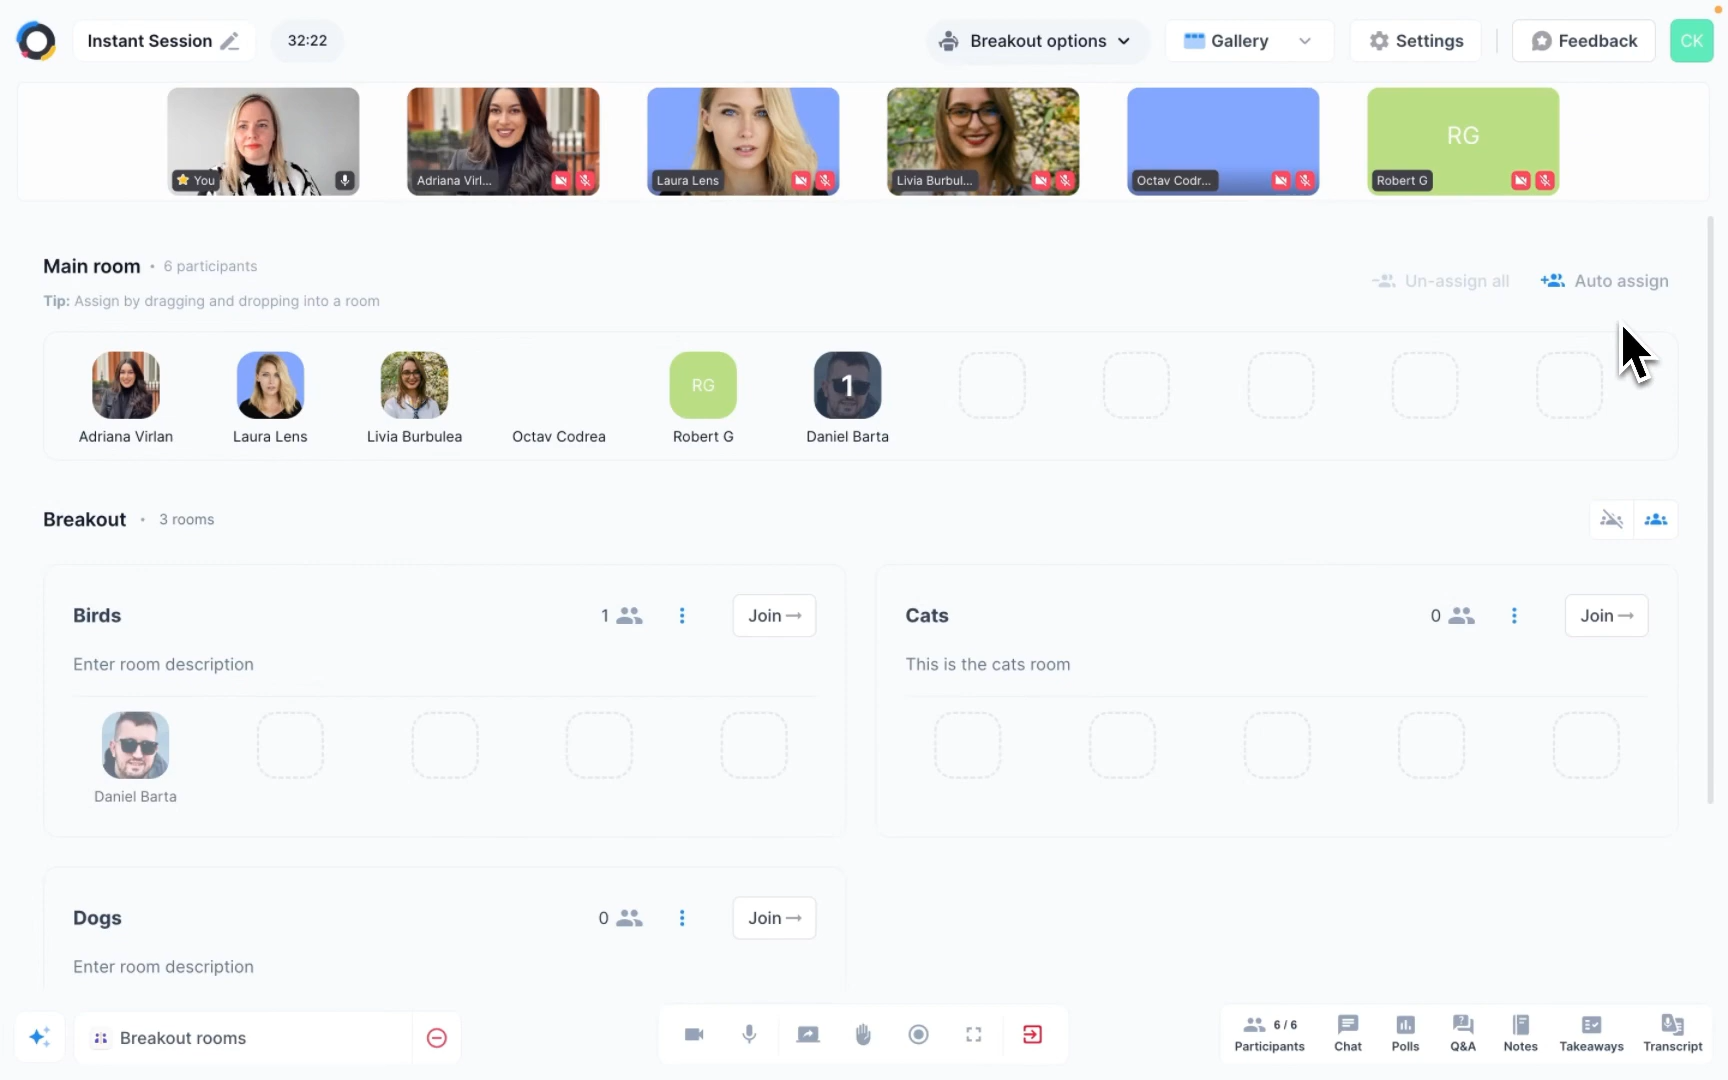 Instant Session
32:22
Breakout options
Gallery
Settings
Feedback
CK
You
Adriana Virl...
Laura Lens
Livia Burbul...
Octav Codr...
RG
Robert G
Main room • 6 participants
Tip: Assign by dragging and dropping into a room
Un-assign all
Auto assign
RG
1
Adriana Virlan
Laura Lens
Livia Burbulea
Octav Codrea
Robert G
Daniel Barta
Breakout • 3 rooms
Birds
1
Join
Enter room description
Daniel Barta
Cats
0
Join
This is the cats room
Dogs
0
Join
Enter room description
Breakout rooms
6 / 6
Participants
Chat
Polls
Q&A
Notes
Takeaways
Transcript